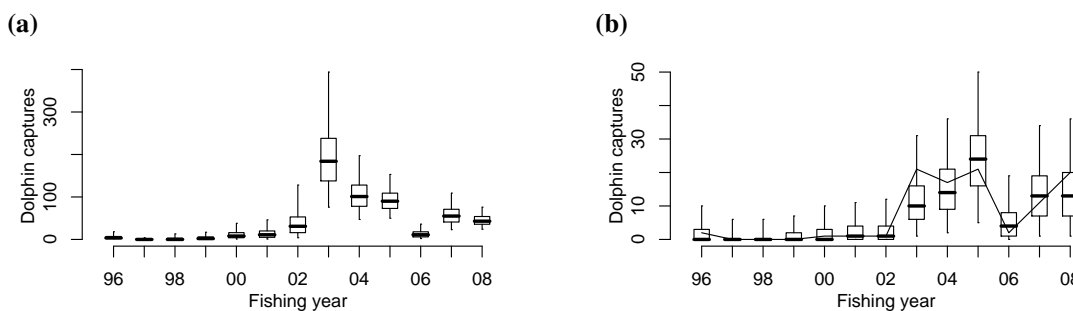 (a)
Dolphin captures
0
100
300
96 98 00 02 04 06 08
Fishing year
(b)
Dolphin captures
0
10
30
50
96 98 00 02 04 06
Fishing year